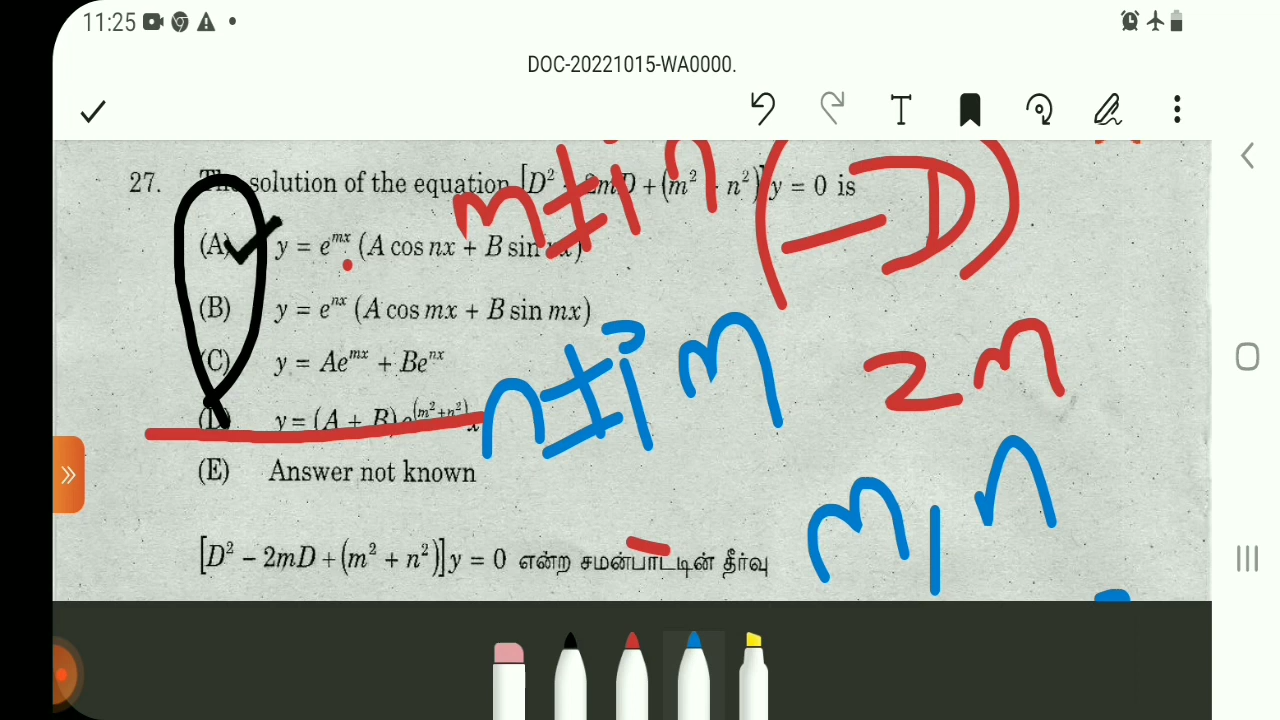 11:25
DOC-20221015-WA0000.
T
27. The solution of the equation [D² - 2mD + (m² + n²)]y = 0 is
m ± i n
(-D)
(A) y = e^{mx} (A cos nx + B sin nx)
(B) y = e^{nx} (A cos mx + B sin mx)
n ± i m
2m
(C) y = Ae^{mx} + Be^{nx}
(D) y = (A + B) e^{(m²+n²)x}
(E) Answer not known
m, n
[D² - 2mD + (m² + n²)]y = 0 என்ற சமன்பாட்டின் தீர்வு